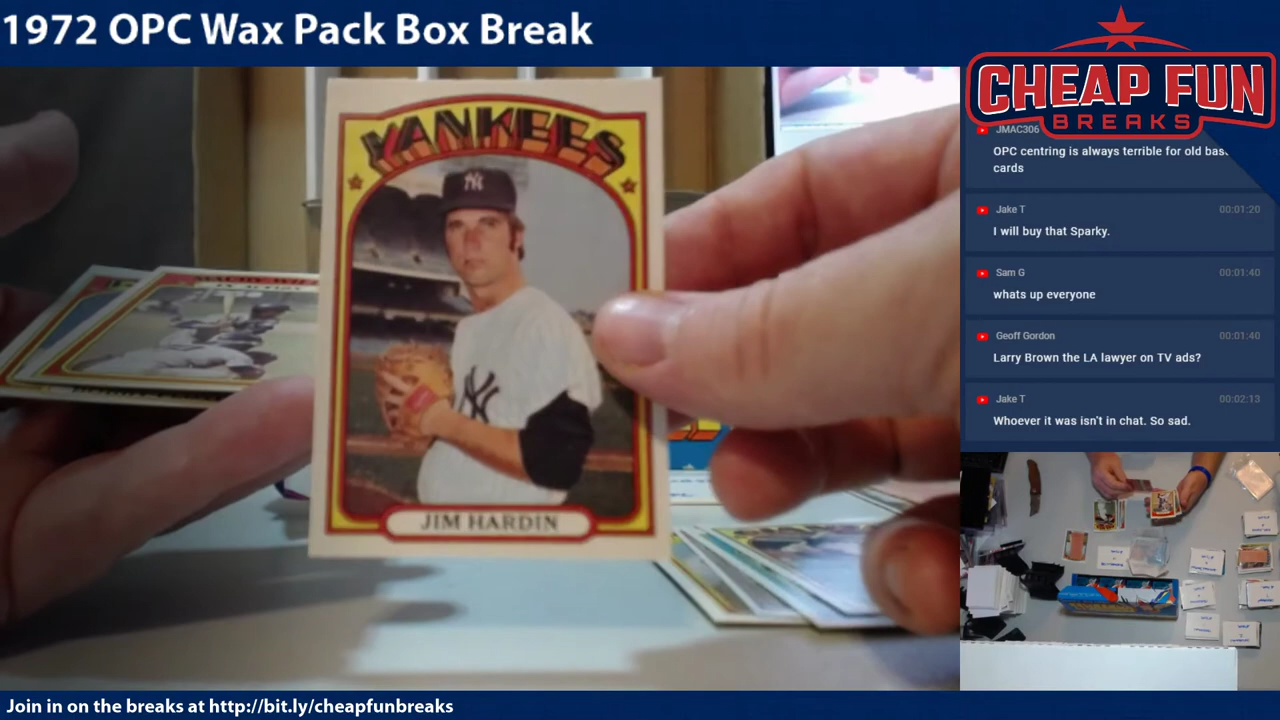 1972 OPC Wax Pack Box Break
CHEAP FUN
BREAKS
YANKEES
NY
NY
JIM HARDIN
JMAC306
OPC centring is always terrible for old
cards
Jake T 00:01:20
I will buy that Sparky.
Sam G 00:01:40
whats up everyone
Geoff Gordon 00:01:40
Larry Brown the LA lawyer on TV ads?
Jake T 00:02:13
Whoever it was isn't in chat. So sad.
Join in on the breaks at http://bit.ly/cheapfunbreaks